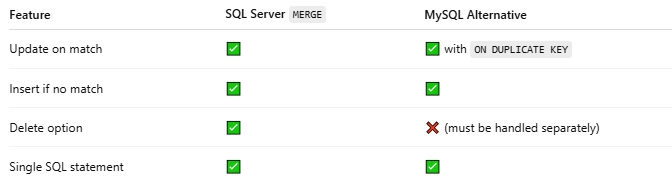 Feature SQL Server MERGE MySQL Alternative
Update on match ✅ ✅ with ON DUPLICATE KEY
Insert if no match ✅ ✅
Delete option ✅ ❌ (must be handled separately)
Single SQL statement ✅ ✅